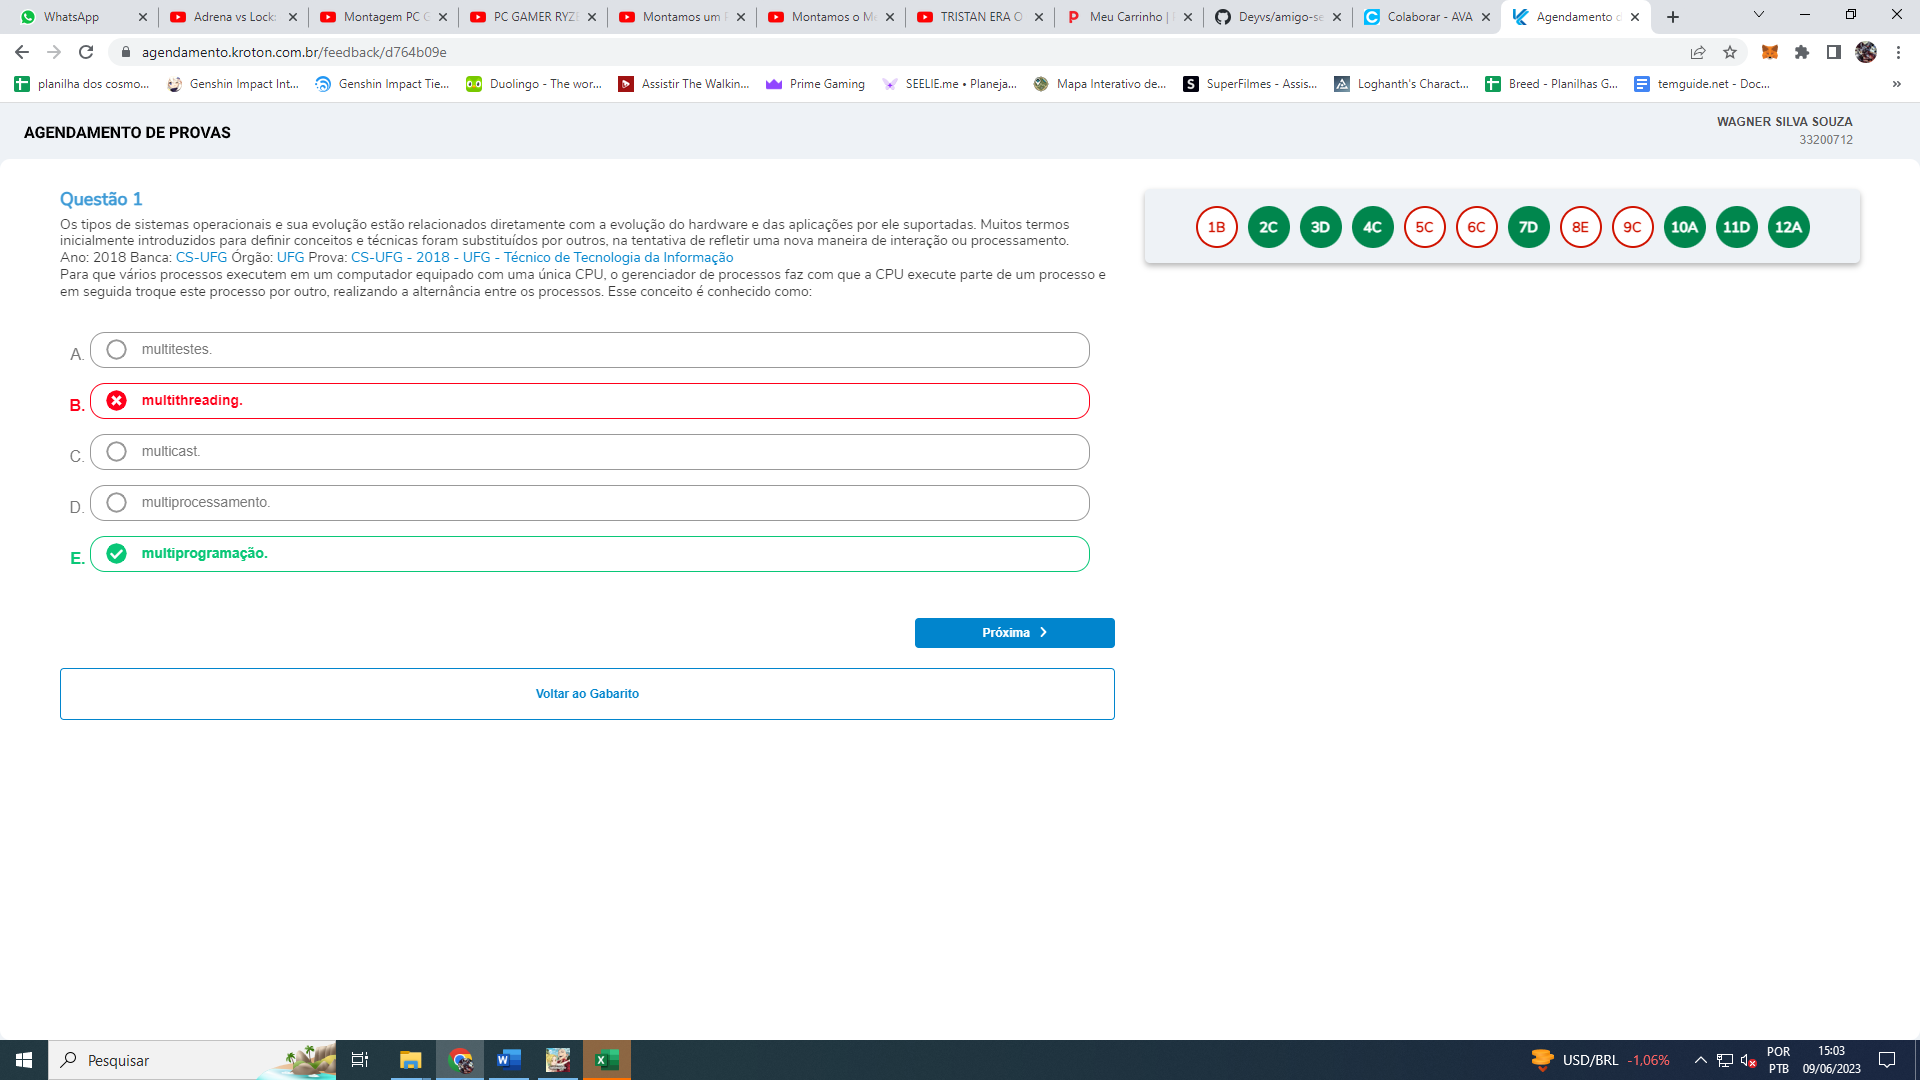 WhatsApp
Adrena vs Lock
Montagem PC G
PC GAMER RYZE
Montamos um
Montamos o Me
TRISTAN ERA O
Meu Carrinho |
Deyvs/amigo-se
Colaborar - AVA
Agendamento d
agendamento.kroton.com.br/feedback/d764b09e
planilha dos cosmo...
Genshin Impact Int...
Genshin Impact Tie...
Duolingo - The wor...
Assistir The Walkin...
Prime Gaming
SEELIE.me • Planeja...
Mapa Interativo de...
SuperFilmes - Assis...
Loghanth's Charact...
Breed - Planilhas G...
temguide.net - Doc...
»
AGENDAMENTO DE PROVAS
WAGNER SILVA SOUZA
33200712
Questão 1
Os tipos de sistemas operacionais e sua evolução estão relacionados diretamente com a evolução do hardware e das aplicações por ele suportadas. Muitos termos
inicialmente introduzidos para definir conceitos e técnicas foram substituídos por outros, na tentativa de refletir uma nova maneira de interação ou processamento.
Ano: 2018 Banca: CS-UFG Órgão: UFG Prova: CS-UFG - 2018 - UFG - Técnico de Tecnologia da Informação
Para que vários processos executem em um computador equipado com uma única CPU, o gerenciador de processos faz com que a CPU execute parte de um processo e
em seguida troque este processo por outro, realizando a alternância entre os processos. Esse conceito é conhecido como:
1B 2C 3D 4C 5C 6C 7D 8E 9C 10A 11D 12A
A. multitestes.
B. multithreading.
C. multicast.
D. multiprocessamento.
E. multiprogramação.
Próxima
Voltar ao Gabarito
Pesquisar
USD/BRL -1,06%
POR
PTB
15:03
09/06/2023